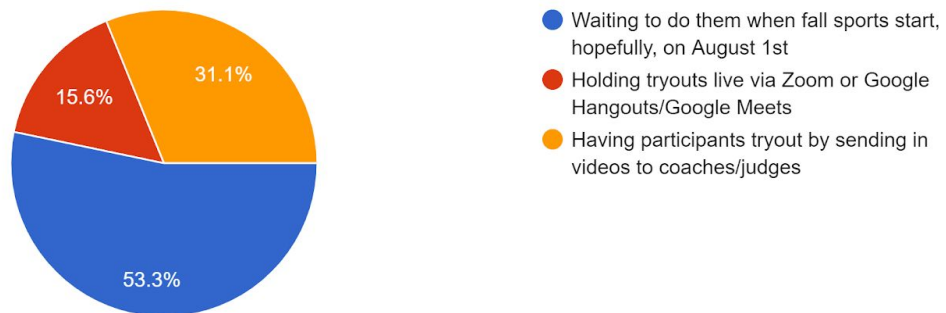 Waiting to do them when fall sports start,
hopefully, on August 1st
Holding tryouts live via Zoom or Google
Hangouts/Google Meets
Having participants tryout by sending in
videos to coaches/judges
31.1%
15.6%
53.3%